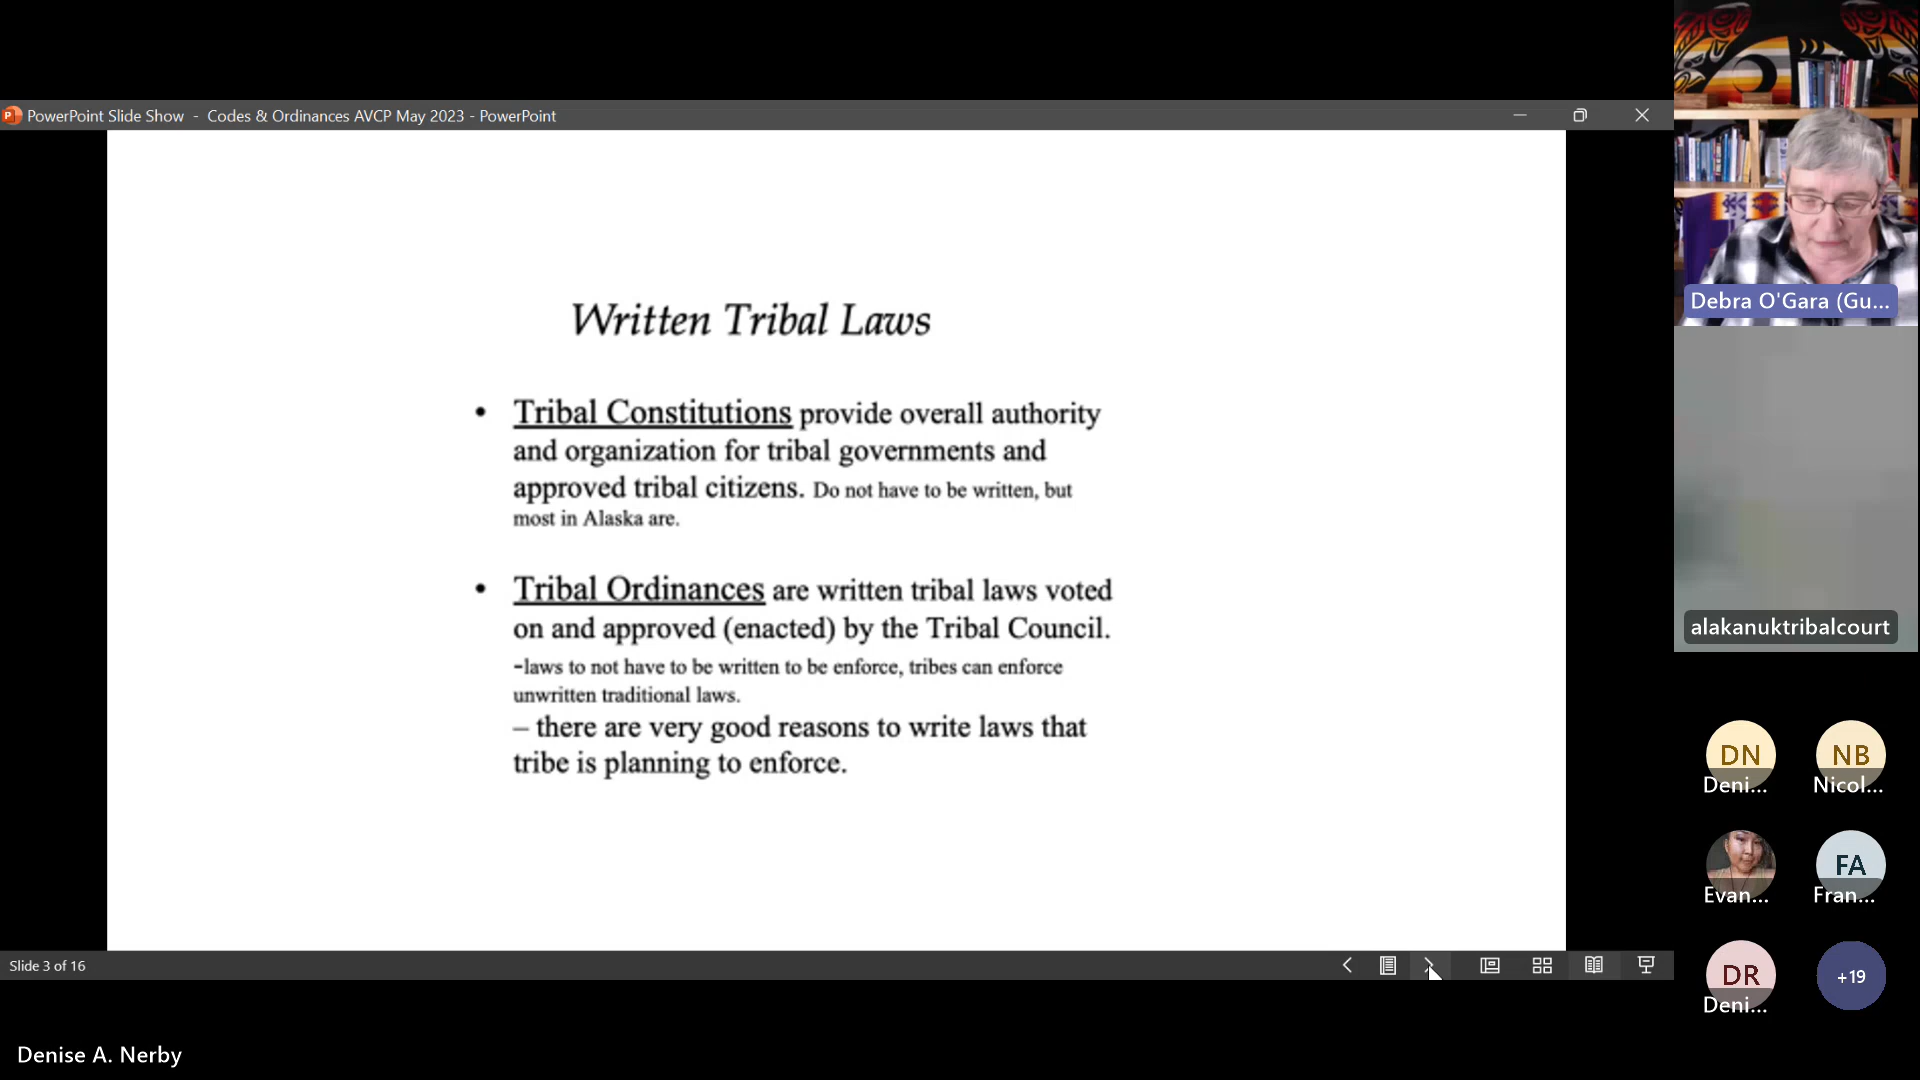 PowerPoint Slide Show - Codes & Ordinances AVCP May 2023 - PowerPoint
Written Tribal Laws
• Tribal Constitutions provide overall authority
and organization for tribal governments and
approved tribal citizens. Do not have to be written, but
most in Alaska are.
• Tribal Ordinances are written tribal laws voted
on and approved (enacted) by the Tribal Council.
-laws to not have to be written to be enforce, tribes can enforce
unwritten traditional laws.
– there are very good reasons to write laws that
tribe is planning to enforce.
Slide 3 of 16
Denise A. Nerby
Debra O'Gara (Gu...
alakanuktribalcourt
DN
NB
Deni...
Nicol...
FA
Evan...
Fran...
DR
+19
Deni...